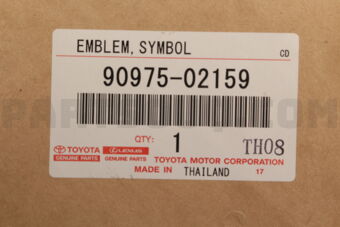 EMBLEM, SYMBOL
CD
90975-02159
QTY: 1 TH08
TOYOTA LEXUS
GENUINE PARTS GENUINE PARTS TOYOTA MOTOR CORPORATION
MADE IN THAILAND 17